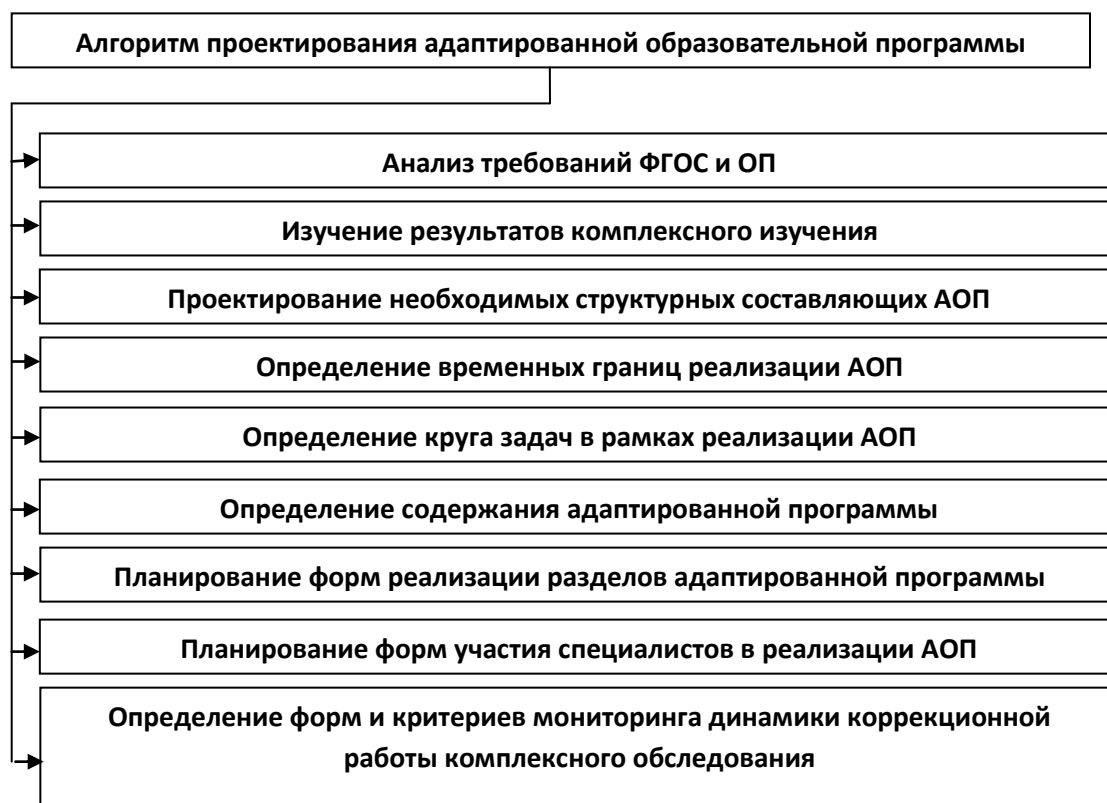 Алгоритм проектирования адаптированной образовательной программы
Анализ требований ФГОС и ОП
Изучение результатов комплексного изучения
Проектирование необходимых структурных составляющих АОП
Определение временных границ реализации АОП
Определение круга задач в рамках реализации АОП
Определение содержания адаптированной программы
Планирование форм реализации разделов адаптированной программы
Планирование форм участия специалистов в реализации АОП
Определение форм и критериев мониторинга динамики коррекционной
работы комплексного обследования